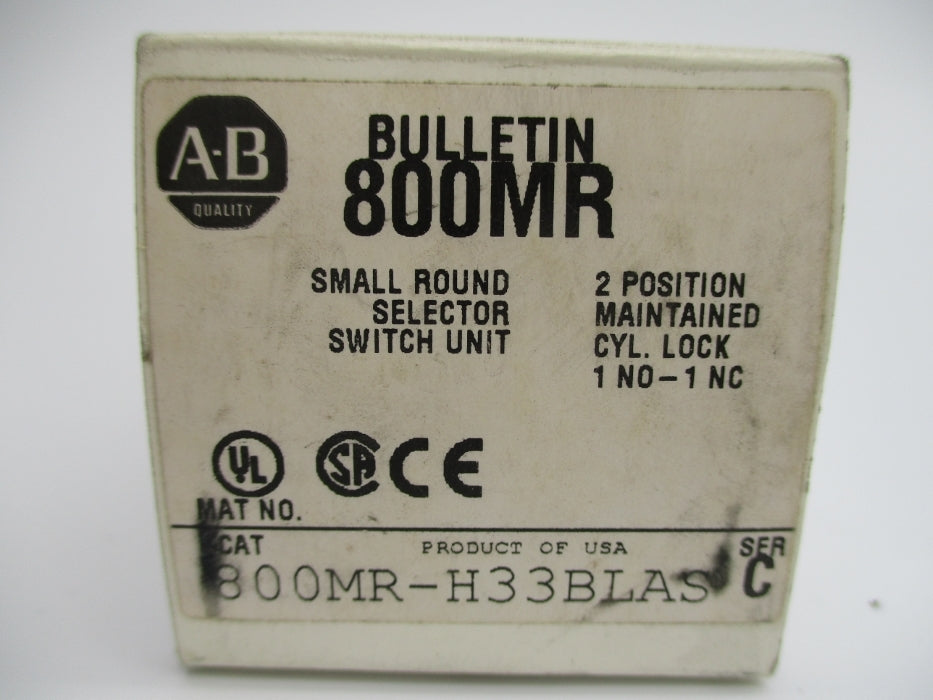 A-B
QUALITY
BULLETIN
800MR
SMALL ROUND
SELECTOR
SWITCH UNIT
2 POSITION
MAINTAINED
CYL. LOCK
1 NO – 1 NC
UL
SA CE
MAT NO.
CAT
PRODUCT OF USA
SER
800MR-H33BLAS
C